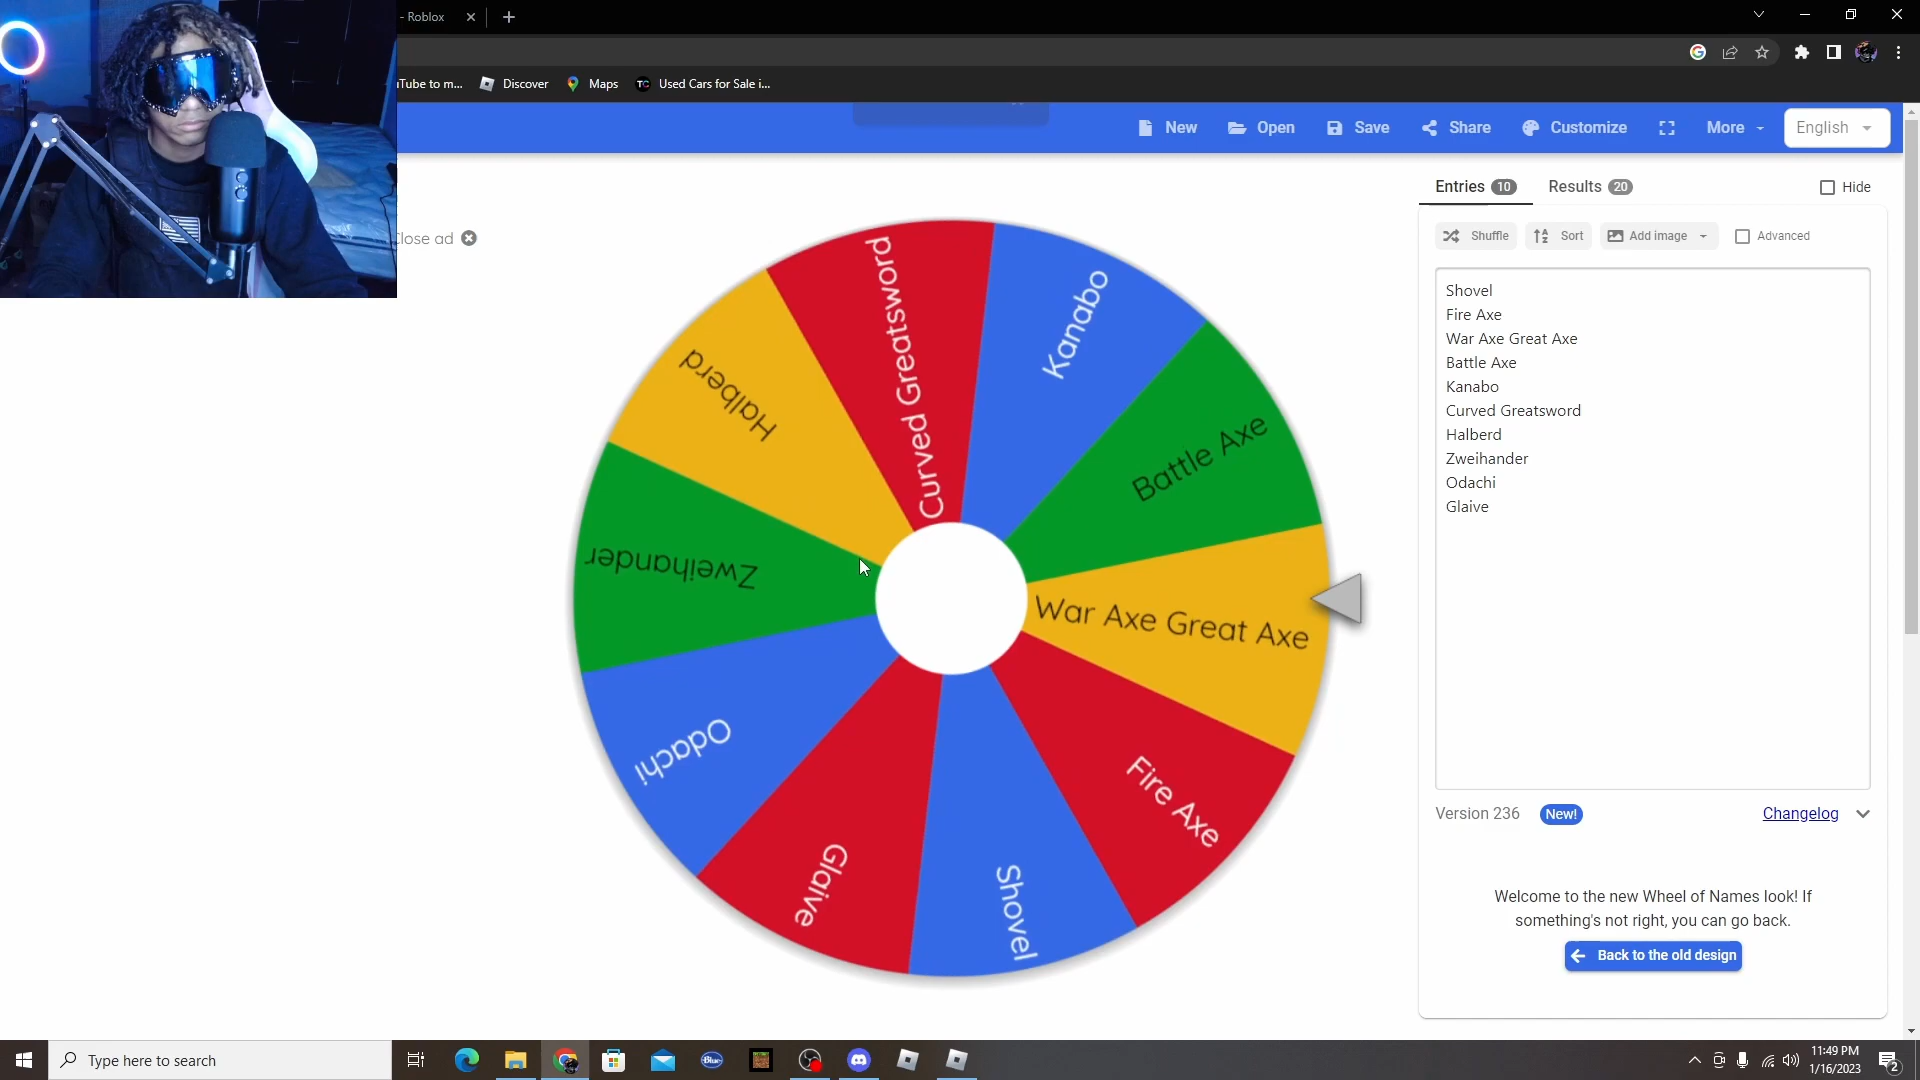 - Roblox
uTube to m...
Discover
Maps
Used Cars for Sale i...
New
Open
Save
Share
Customize
More
English
Entries 10
Results 20
Hide
Close ad
Shuffle
Sort
Add image
Advanced
Shovel
Fire Axe
War Axe Great Axe
Battle Axe
Kanabo
Curved Greatsword
Halberd
Zweihander
Odachi
Glaive
Curved Greatsword
Kanabo
Battle Axe
War Axe Great Axe
Fire Axe
Shovel
Glaive
Odachi
Zweihander
Halberd
Version 236
New!
Changelog
Welcome to the new Wheel of Names look! If
something's not right, you can go back.
Back to the old design
Type here to search
Blue
11:49 PM
1/16/2023
2